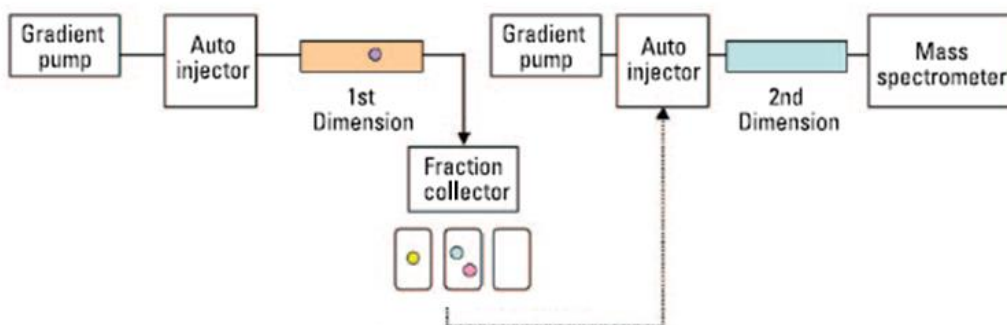 Gradient
pump
Auto
injector
1st
Dimension
Fraction
collector
Gradient
pump
Auto
injector
2nd
Dimension
Mass
spectrometer